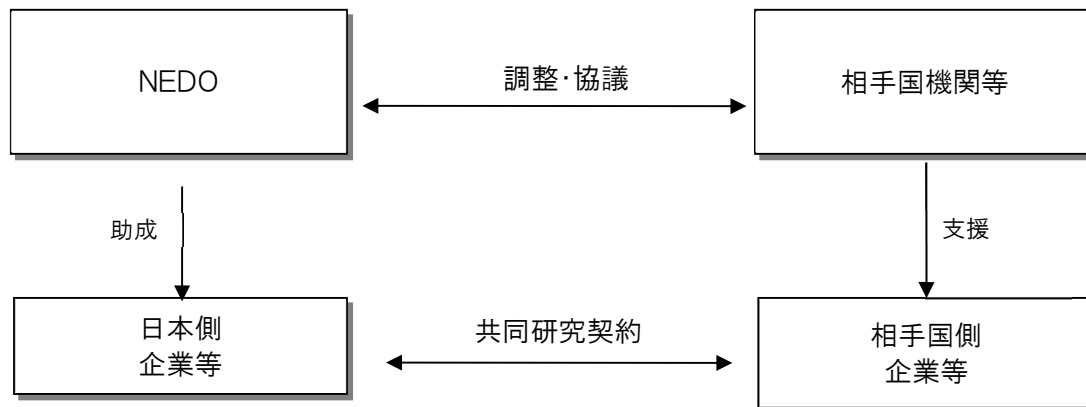 NEDO
調整・協議
相手国機関等
助成
支援
日本側
企業等
共同研究契約
相手国側
企業等